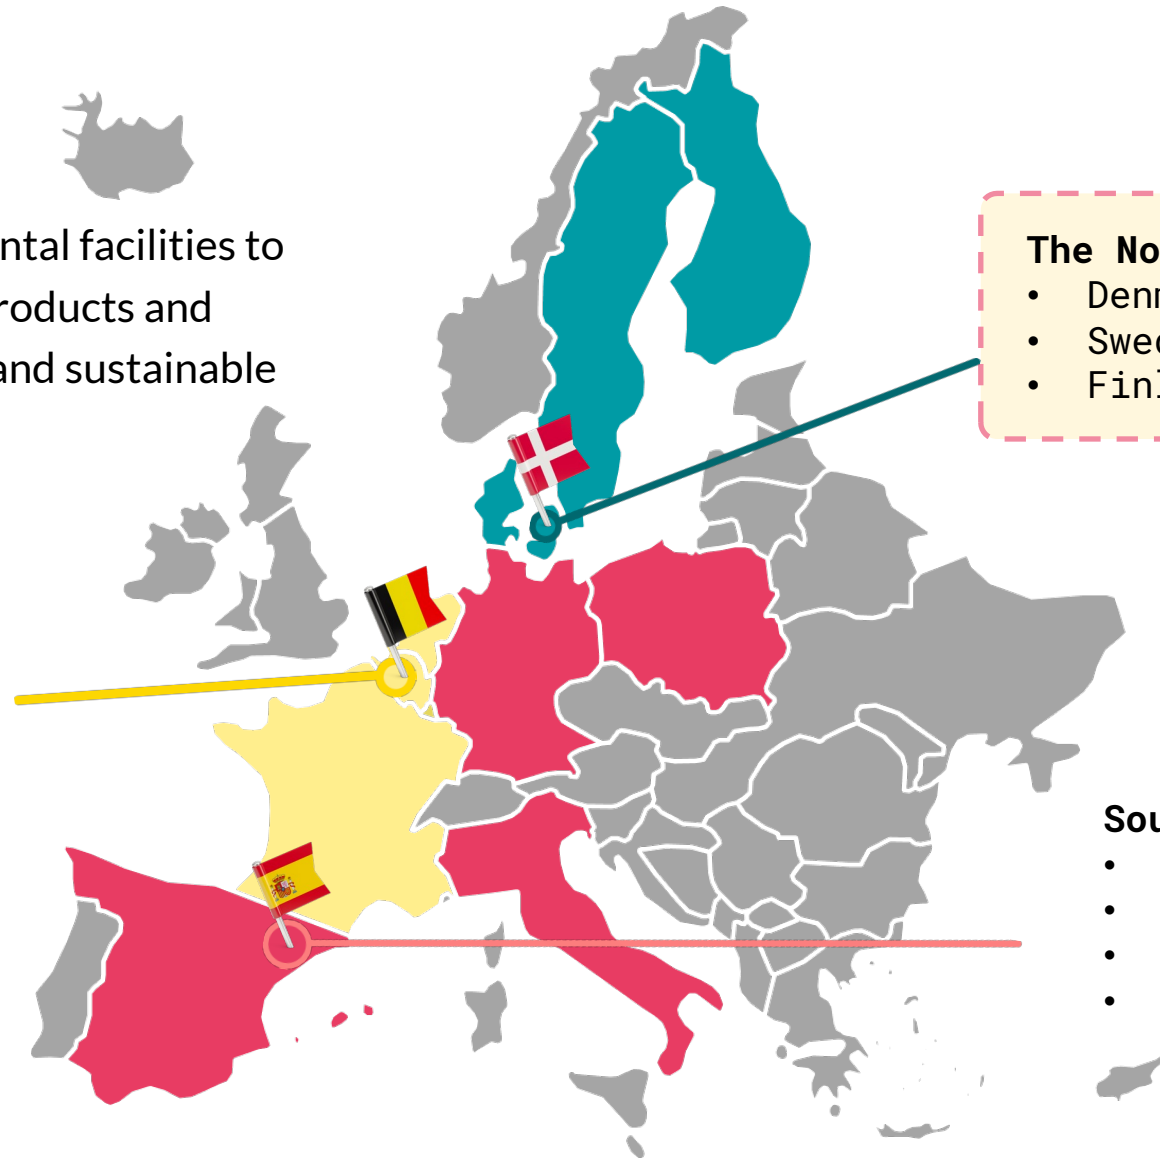 ntal facilities to
roducts and
and sustainable
The No
• Denr
• Swed
• Finl
Sou
•
•
•
•